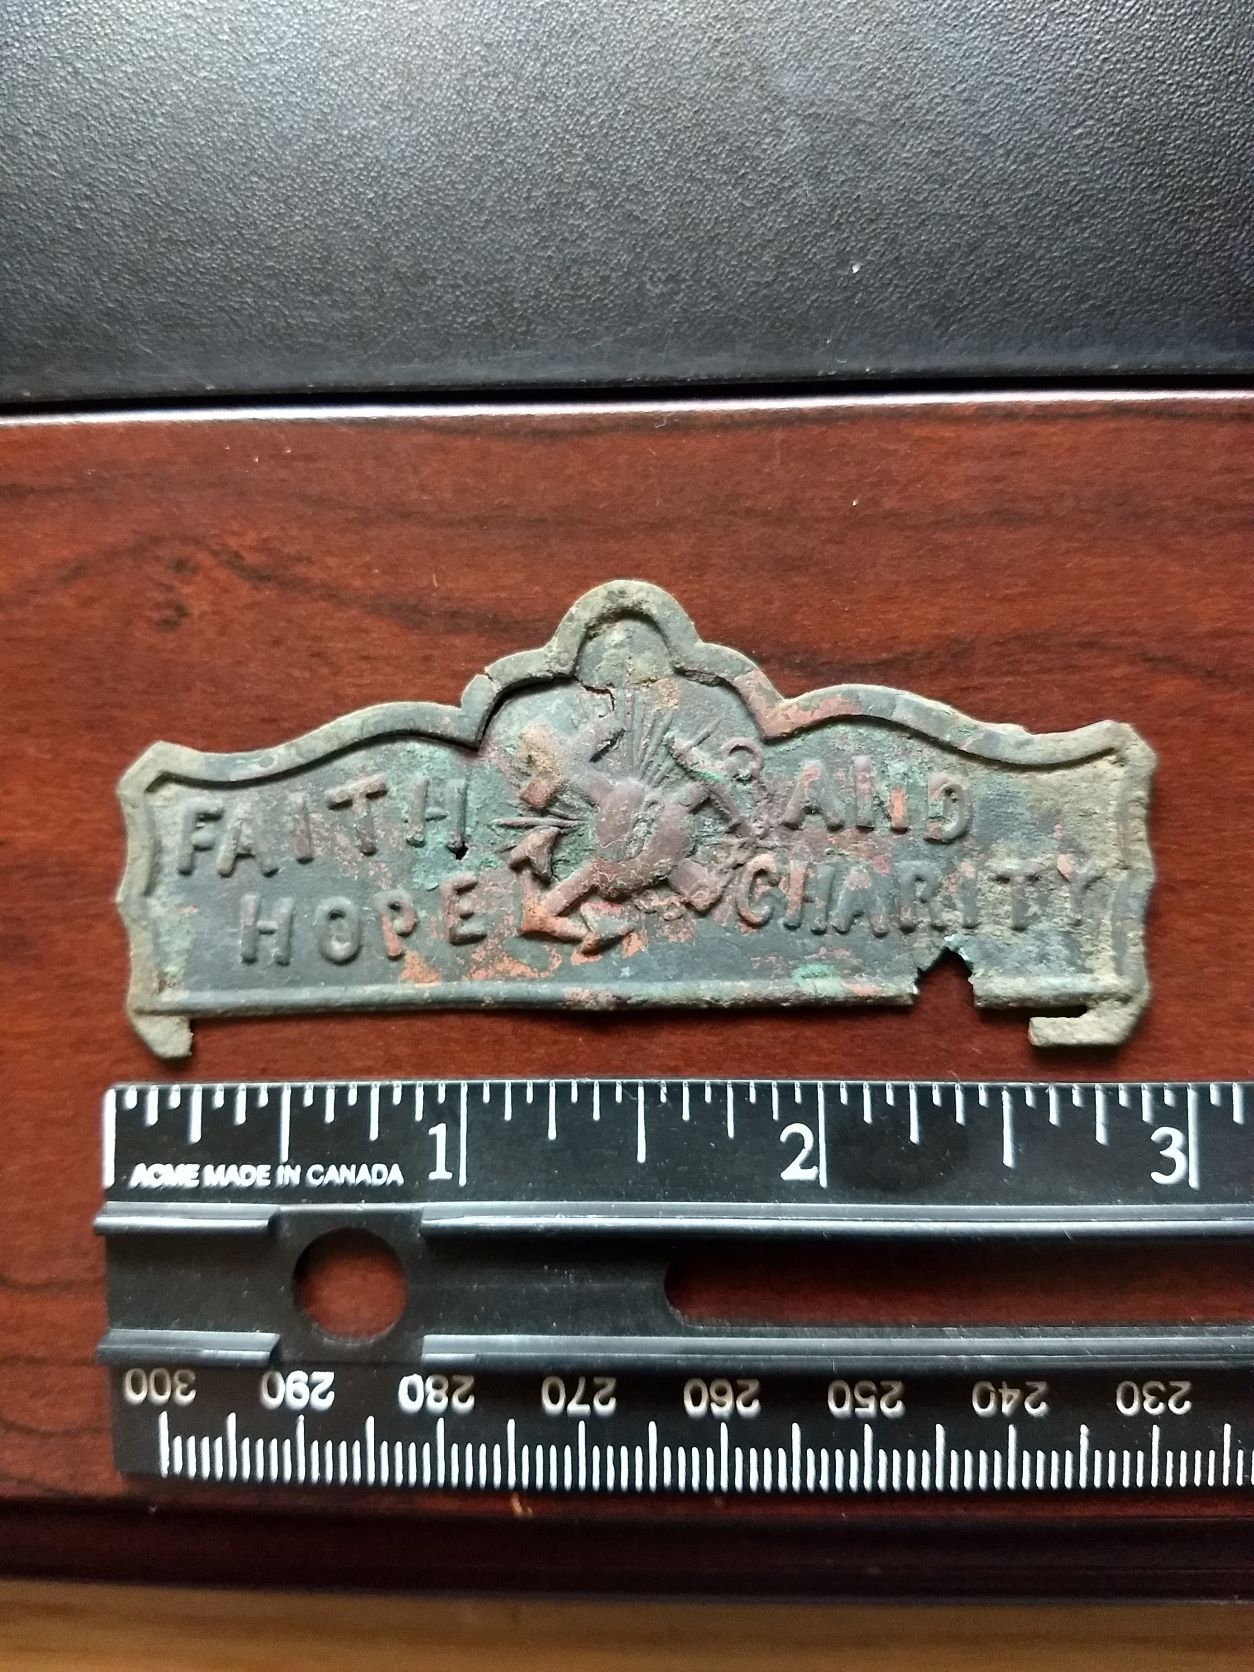 FAITH AND
HOPE CHARITY
1 2 3
ACME MADE IN CANADA
300 290 280 270 260 250 240 230